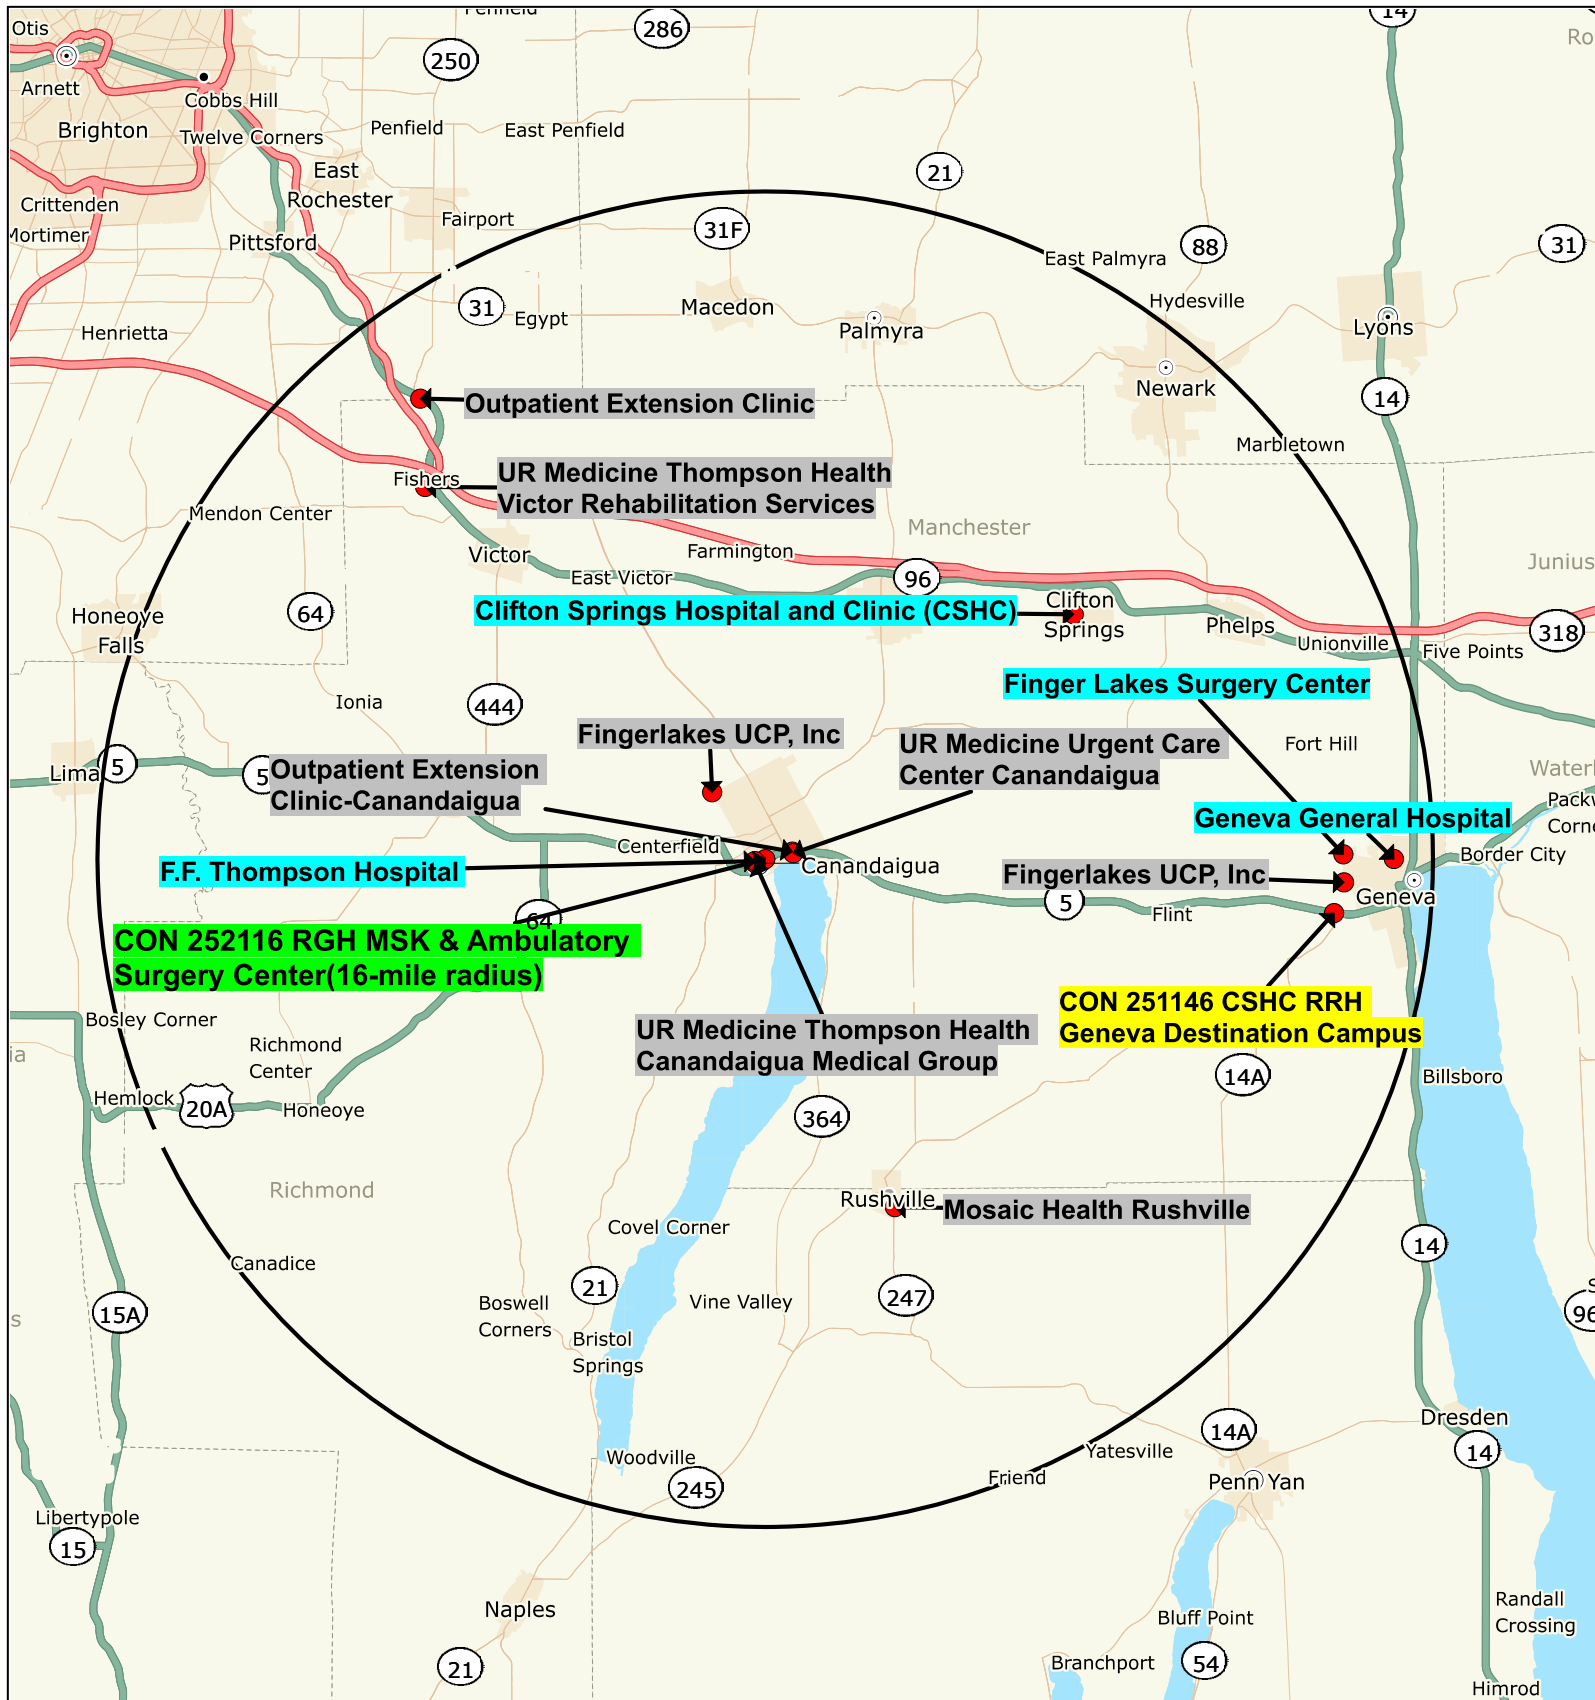 Otis
Penfield
286
14
250
Arnett
Cobbs Hill
Brighton
Twelve Corners
Penfield
East Penfield
East
Rochester
21
Crittenden
Mortimer
Pittsford
Fairport
31F
East Palmyra
88
31
Henrietta
31
Egypt
Macedon
Palmyra
Hydesville
Lyons
Newark
14
Outpatient Extension Clinic
Marbletown
Fishers
UR Medicine Thompson Health
Victor Rehabilitation Services
Mendon Center
Manchester
Victor
Farmington
Junius
East Victor
96
Honeoye
Falls
64
Clifton Springs Hospital and Clinic (CSHC)
Clifton
Springs
Phelps
Unionville
318
Five Points
Ionia
444
Finger Lakes Surgery Center
Fingerlakes UCP, Inc
UR Medicine Urgent Care
Center Canandaigua
Fort Hill
Lima
5
5
Outpatient Extension
Clinic-Canandaigua
Geneva General Hospital
Centerfield
Canandaigua
Border City
F.F. Thompson Hospital
Fingerlakes UCP, Inc
Geneva
5
Flint
64
CON 252116 RGH MSK & Ambulatory
Surgery Center(16-mile radius)
CON 251146 CSHC RRH
Geneva Destination Campus
Bosley Corner
UR Medicine Thompson Health
Canandaigua Medical Group
Richmond
Center
14A
Billsboro
Hemlock
20A
Honeoye
364
Richmond
Rushville
Mosaic Health Rushville
Covel Corner
14
Canadice
21
247
15A
Boswell
Corners
Vine Valley
Bristol
Springs
96
Dresden
14A
Woodville
Yatesville
14
Friend
Penn Yan
245
Libertypole
15
Naples
Randall
Crossing
Bluff Point
21
Branchport
54
Himrod